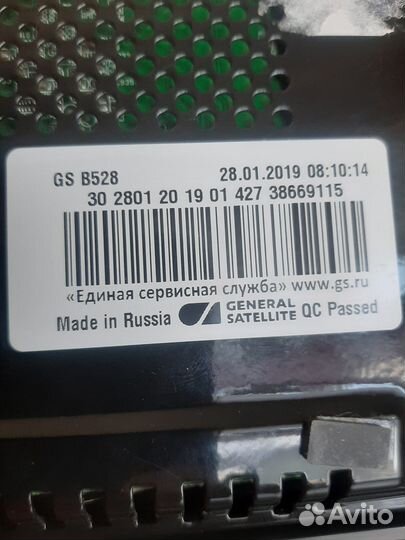 GS B528 28.01.2019 08:10:14
30 2801 20 19 01 427 38669115
«Единая сервисная служба» www.gs.ru
Made in Russia GENERAL SATELLITE QC Passed
Avito